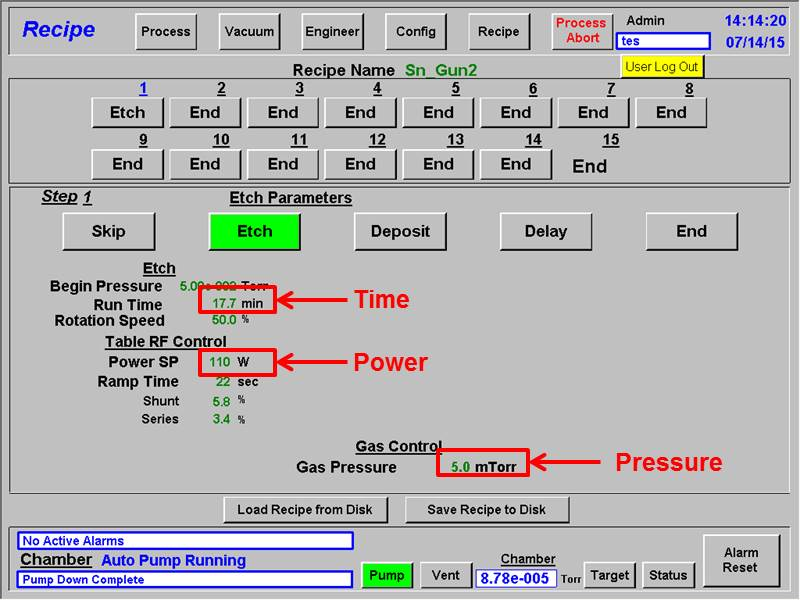 Recipe Process Vacuum Engineer Config Recipe Process Abort Admin 14:14:20
tes 07/14/15
Recipe Name Sn_Gun2 User Log Out
1 2 3 4 5 6 7 8
Etch End End End End End End End
9 10 11 12 13 14 15
End End End End End End End
Step 1 Etch Parameters
Skip Etch Deposit Delay End
Etch
Begin Pressure 5.00e-002 Torr
Run Time 17.7 min Time
Rotation Speed 50.0 %
Table RF Control
Power SP 110 W Power
Ramp Time 22 sec
Shunt 5.8 %
Series 3.4 %
Gas Control
Gas Pressure 5.0 mTorr Pressure
Load Recipe from Disk Save Recipe to Disk
No Active Alarms
Chamber Auto Pump Running Chamber Alarm Reset
Pump Down Complete Pump Vent 8.78e-005 Torr Target Status